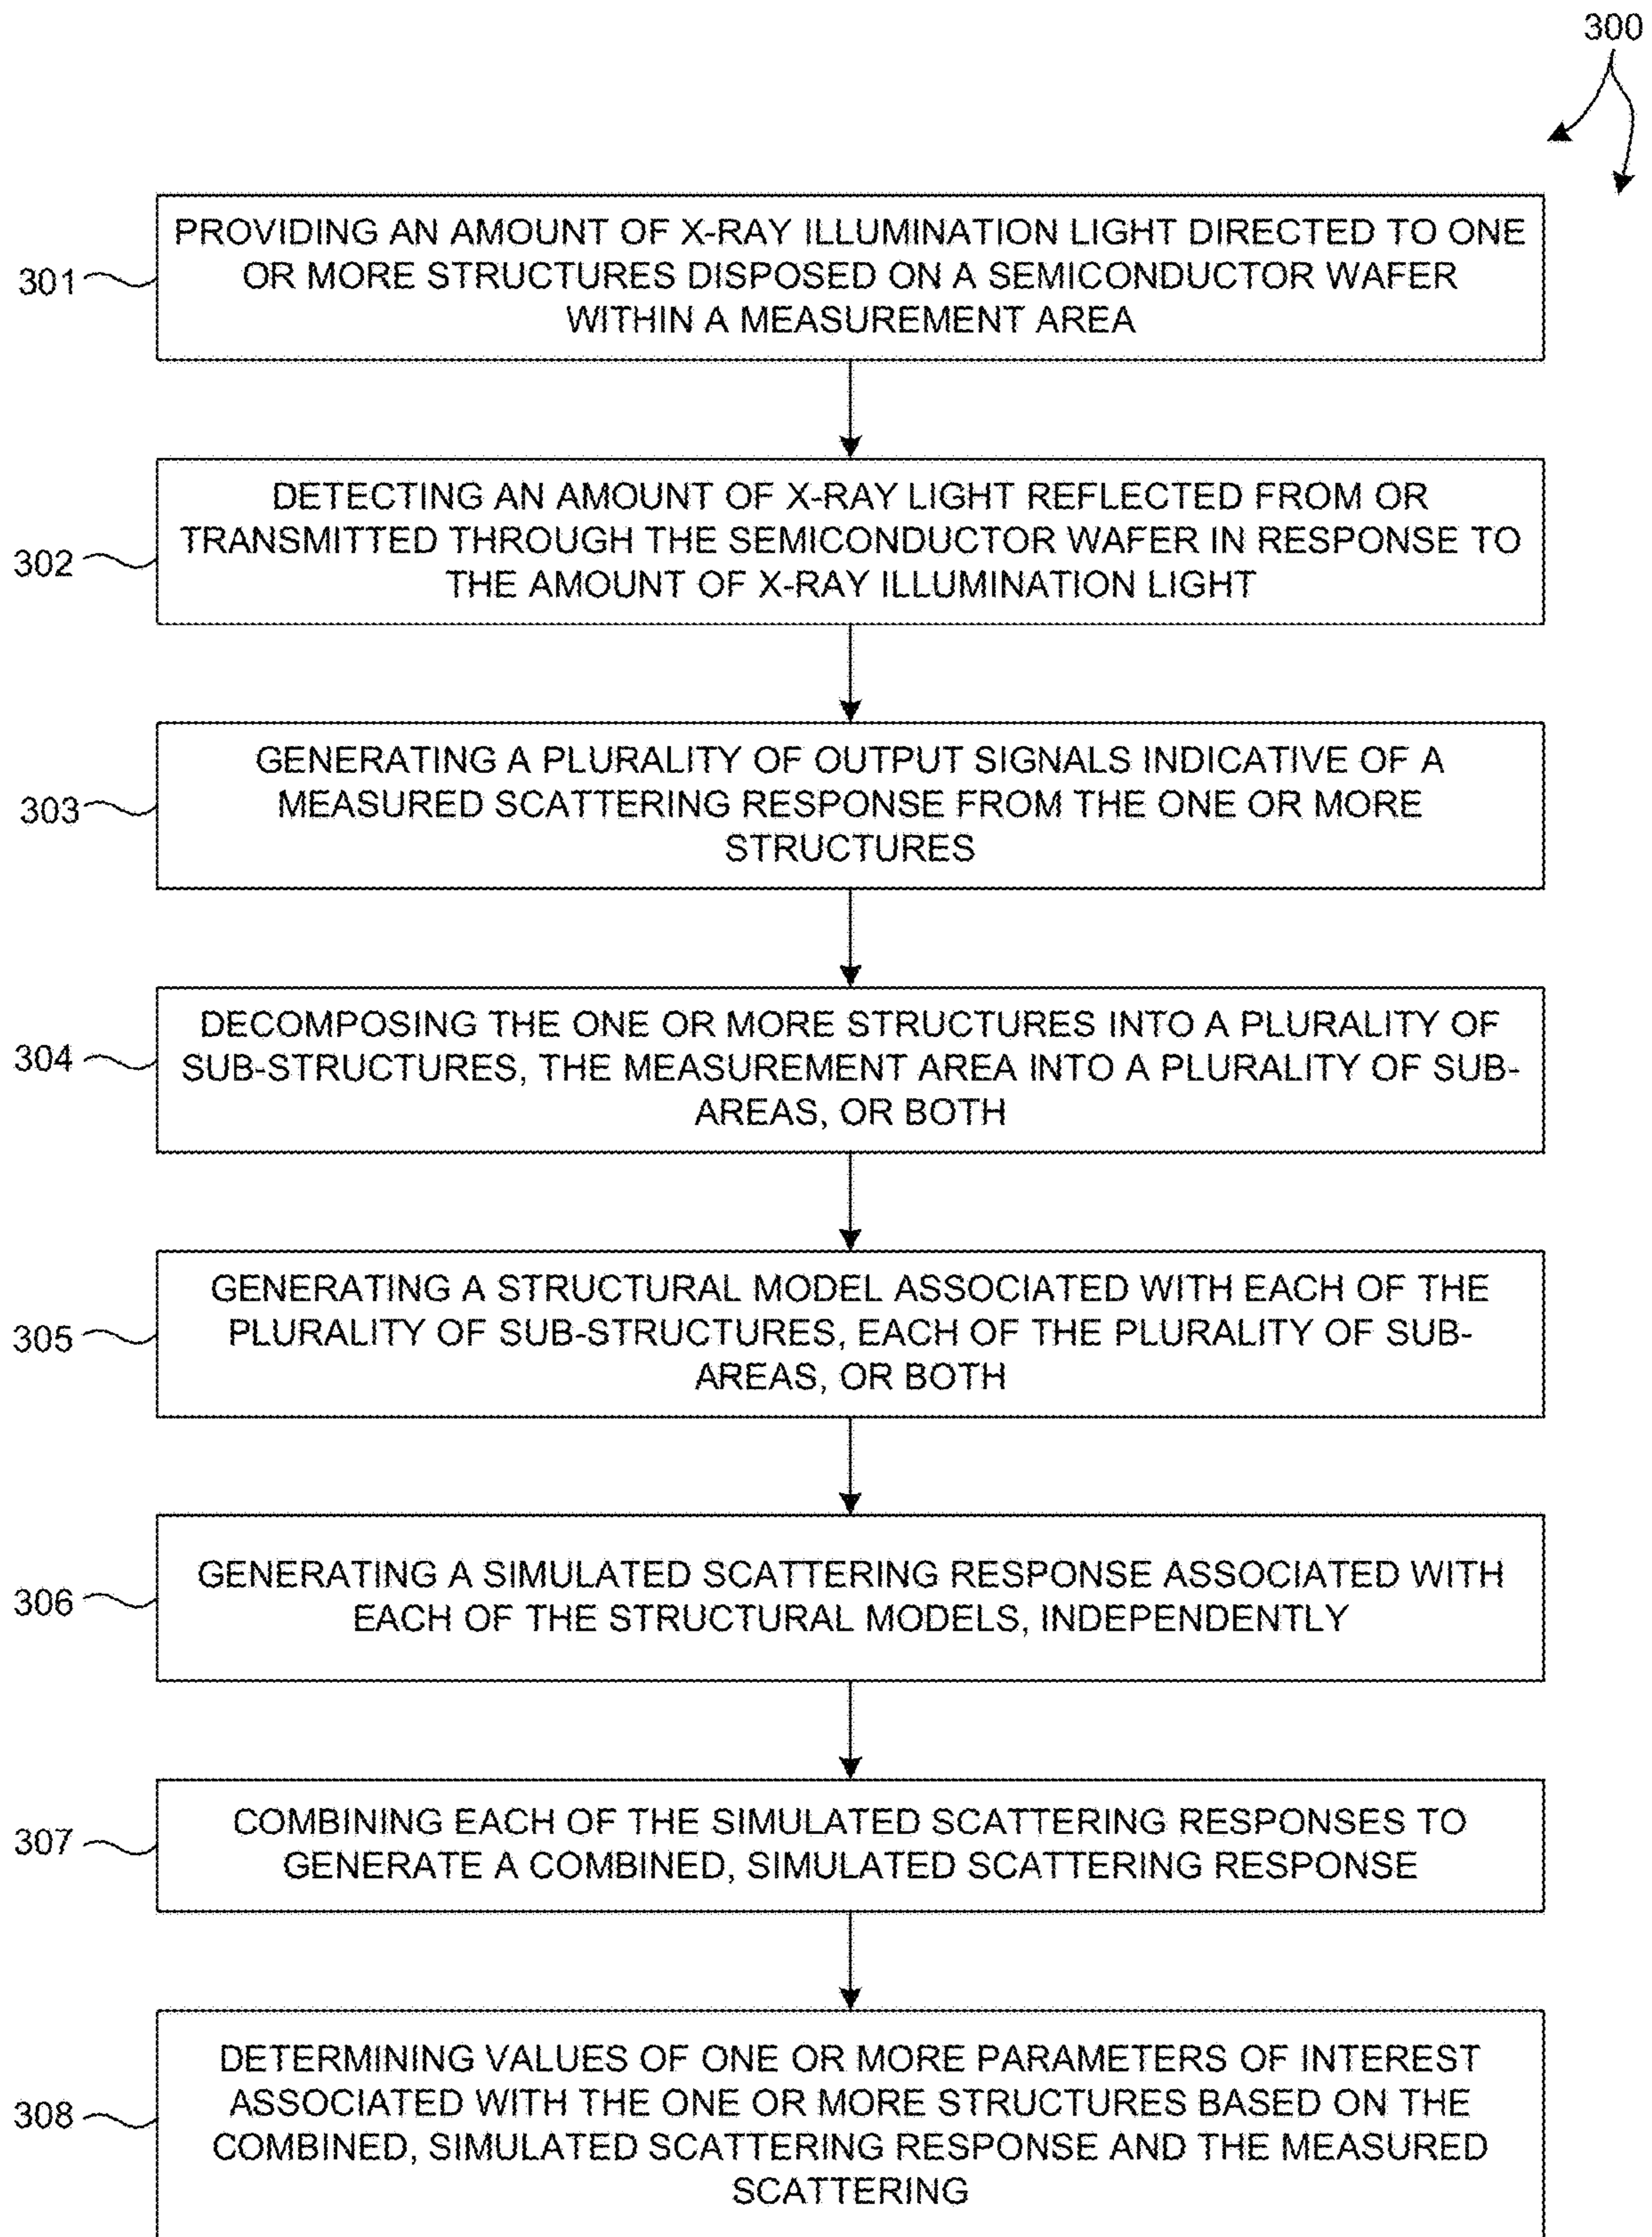 300
301
PROVIDING AN AMOUNT OF X-RAY ILLUMINATION LIGHT DIRECTED TO ONE
OR MORE STRUCTURES DISPOSED ON A SEMICONDUCTOR WAFER
WITHIN A MEASUREMENT AREA
302
DETECTING AN AMOUNT OF X-RAY LIGHT REFLECTED FROM OR
TRANSMITTED THROUGH THE SEMICONDUCTOR WAFER IN RESPONSE TO
THE AMOUNT OF X-RAY ILLUMINATION LIGHT
303
GENERATING A PLURALITY OF OUTPUT SIGNALS INDICATIVE OF A
MEASURED SCATTERING RESPONSE FROM THE ONE OR MORE
STRUCTURES
304
DECOMPOSING THE ONE OR MORE STRUCTURES INTO A PLURALITY OF
SUB-STRUCTURES, THE MEASUREMENT AREA INTO A PLURALITY OF SUB-
AREAS, OR BOTH
305
GENERATING A STRUCTURAL MODEL ASSOCIATED WITH EACH OF THE
PLURALITY OF SUB-STRUCTURES, EACH OF THE PLURALITY OF SUB-
AREAS, OR BOTH
306
GENERATING A SIMULATED SCATTERING RESPONSE ASSOCIATED WITH
EACH OF THE STRUCTURAL MODELS, INDEPENDENTLY
307
COMBINING EACH OF THE SIMULATED SCATTERING RESPONSES TO
GENERATE A COMBINED, SIMULATED SCATTERING RESPONSE
308
DETERMINING VALUES OF ONE OR MORE PARAMETERS OF INTEREST
ASSOCIATED WITH THE ONE OR MORE STRUCTURES BASED ON THE
COMBINED, SIMULATED SCATTERING RESPONSE AND THE MEASURED
SCATTERING